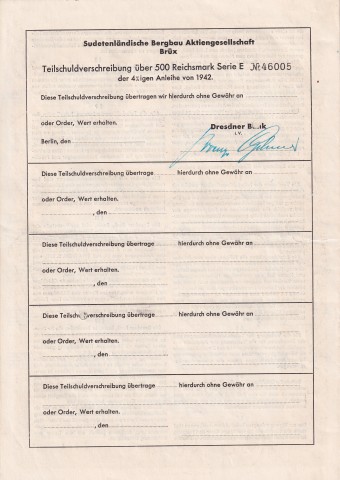 Sudetenländische Bergbau Aktiengesellschaft
Brüx
Teilschuldverschreibung über 500 Reichsmark Serie E № 46005
der 4%igen Anleihe von 1942.
Diese Teilschuldverschreibung übertragen wir hierdurch ohne Gewähr an
oder Order, Wert erhalten.
Dresdner Bank
Berlin, den
i.V.
Diese Teilschuldverschreibung übertrage hierdurch ohne Gewähr an
oder Order, Wert erhalten.
, den
Diese Teilschuldverschreibung übertrage hierdurch ohne Gewähr an
oder Order, Wert erhalten.
, den
Diese Teilschuldverschreibung übertrage hierdurch ohne Gewähr an
oder Order, Wert erhalten.
, den
Diese Teilschuldverschreibung übertrage hierdurch ohne Gewähr an
oder Order, Wert erhalten.
, den